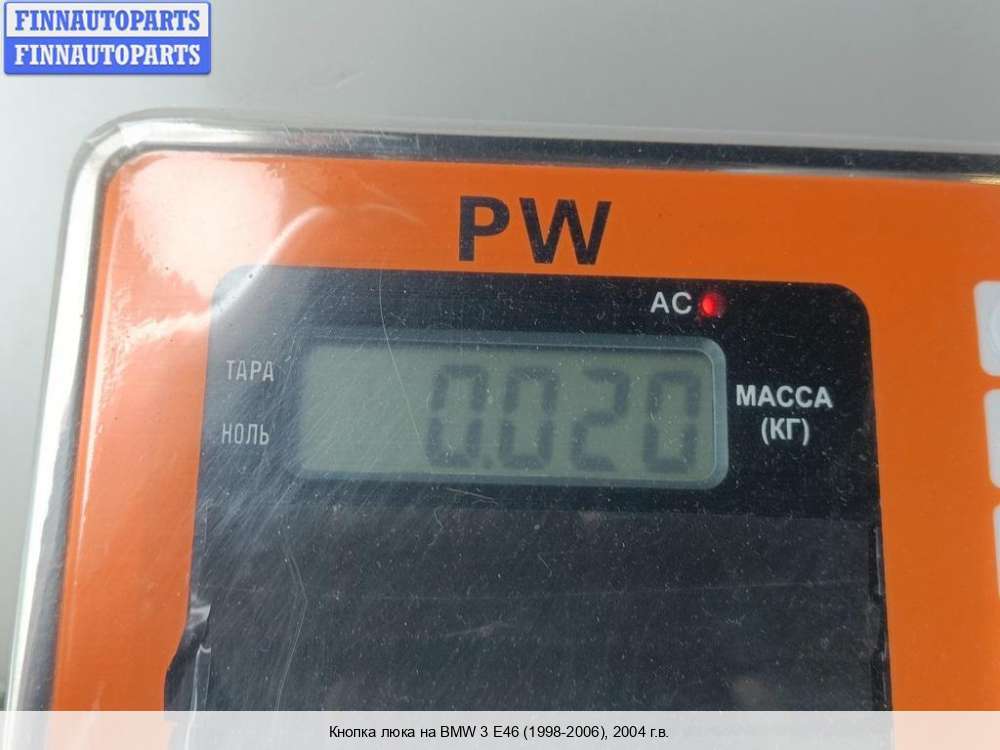 FINNAUTOPARTS
FINNAUTOPARTS
PW
AC
ТАРА
0.020
МАССА
НОЛЬ
(КГ)
Кнопка люка на BMW 3 E46 (1998-2006), 2004 г.в.